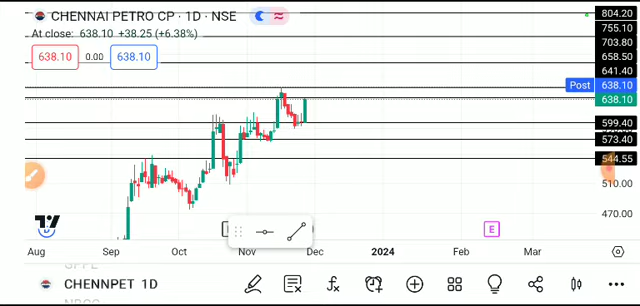 CHENNAI PETRO CP · 1D · NSE
At close: 638.10 +38.25 (+6.38%)
638.10 0.00 638.10
804.20
755.10
703.80
658.50
641.40
Post 638.10
638.10
599.40
573.40
544.55
510.00
470.00
E
Aug Sep Oct Nov Dec 2024 Feb Mar
GPPL
CHENNPET 1D